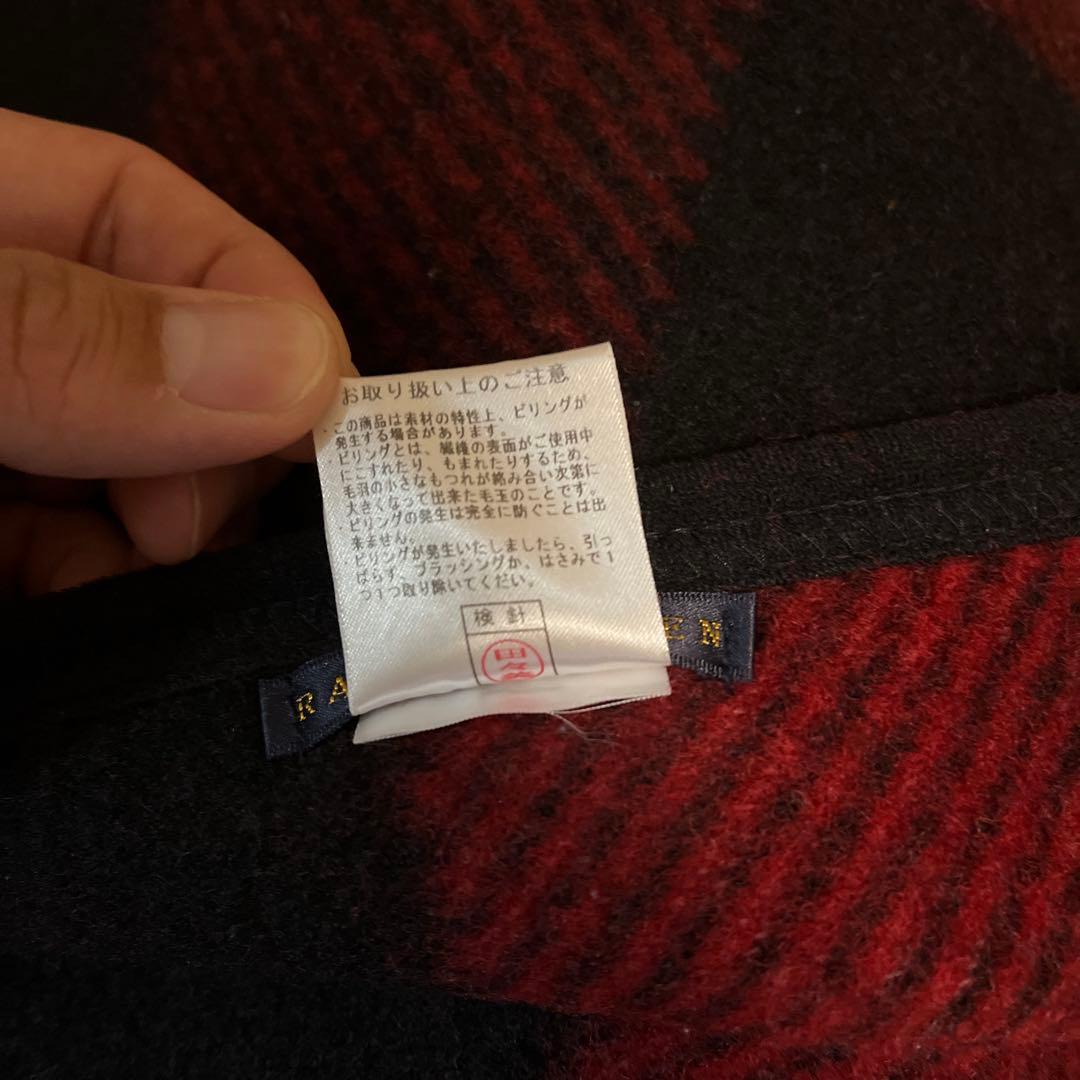 お取り扱い上のご注意
・この商品は素材の特性上、ピリングが
発生する場合があります。
ピリングとは、繊維の表面がご使用中
にこすれたり、もまれたりするため、
毛羽の小さなもつれが絡み合い次第に
大きくなって出来た毛玉のことです。
ピリングの発生は完全に防ぐことは出
来ません。
ピリングが発生いたしましたら、引っ
ぱらず、ブラッシングか、はさみで1
つ1つ取り除いてください。
検針
RA
EN